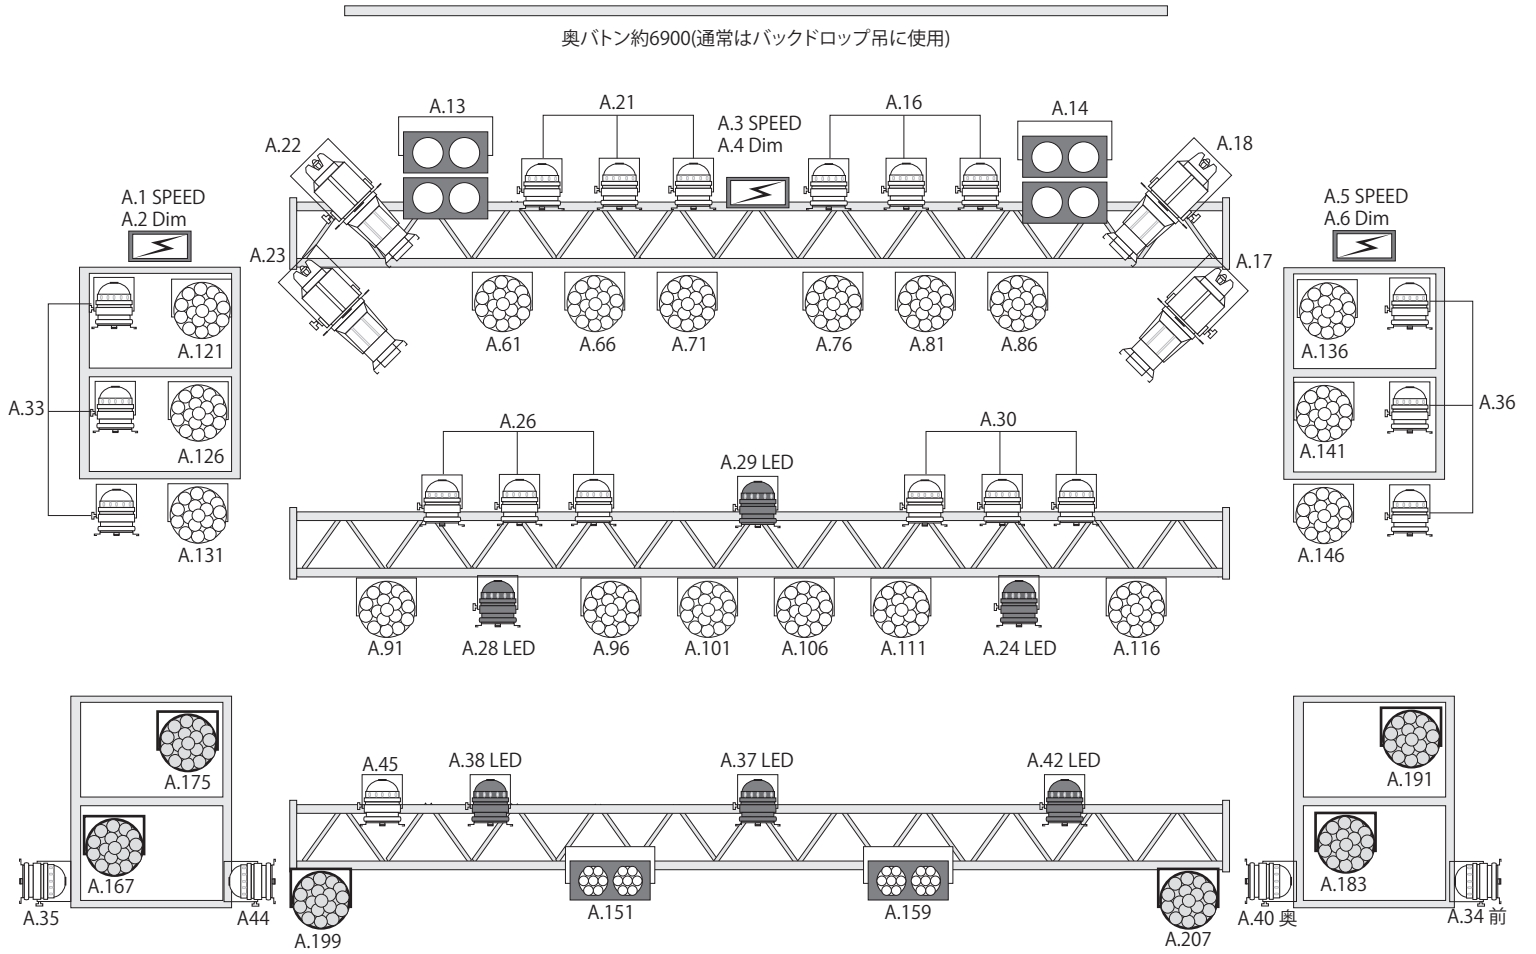 奥バトン約6900(通常はバックドロップ吊に使用)
A.13
A.21
A.3 SPEED
A.4 Dim
A.16
A.14
A.22
A.18
A.1 SPEED
A.2 Dim
A.5 SPEED
A.6 Dim
A.23
A.17
A.61
A.66
A.71
A.76
A.81
A.86
A.121
A.136
A.33
A.36
A.126
A.141
A.26
A.30
A.29 LED
A.131
A.146
A.91
A.28 LED
A.96
A.101
A.106
A.111
A.24 LED
A.116
A.45
A.38 LED
A.37 LED
A.42 LED
A.175
A.191
A.167
A.183
A.35
A44
A.151
A.159
A.40 奥
A.34 前
A.199
A.207